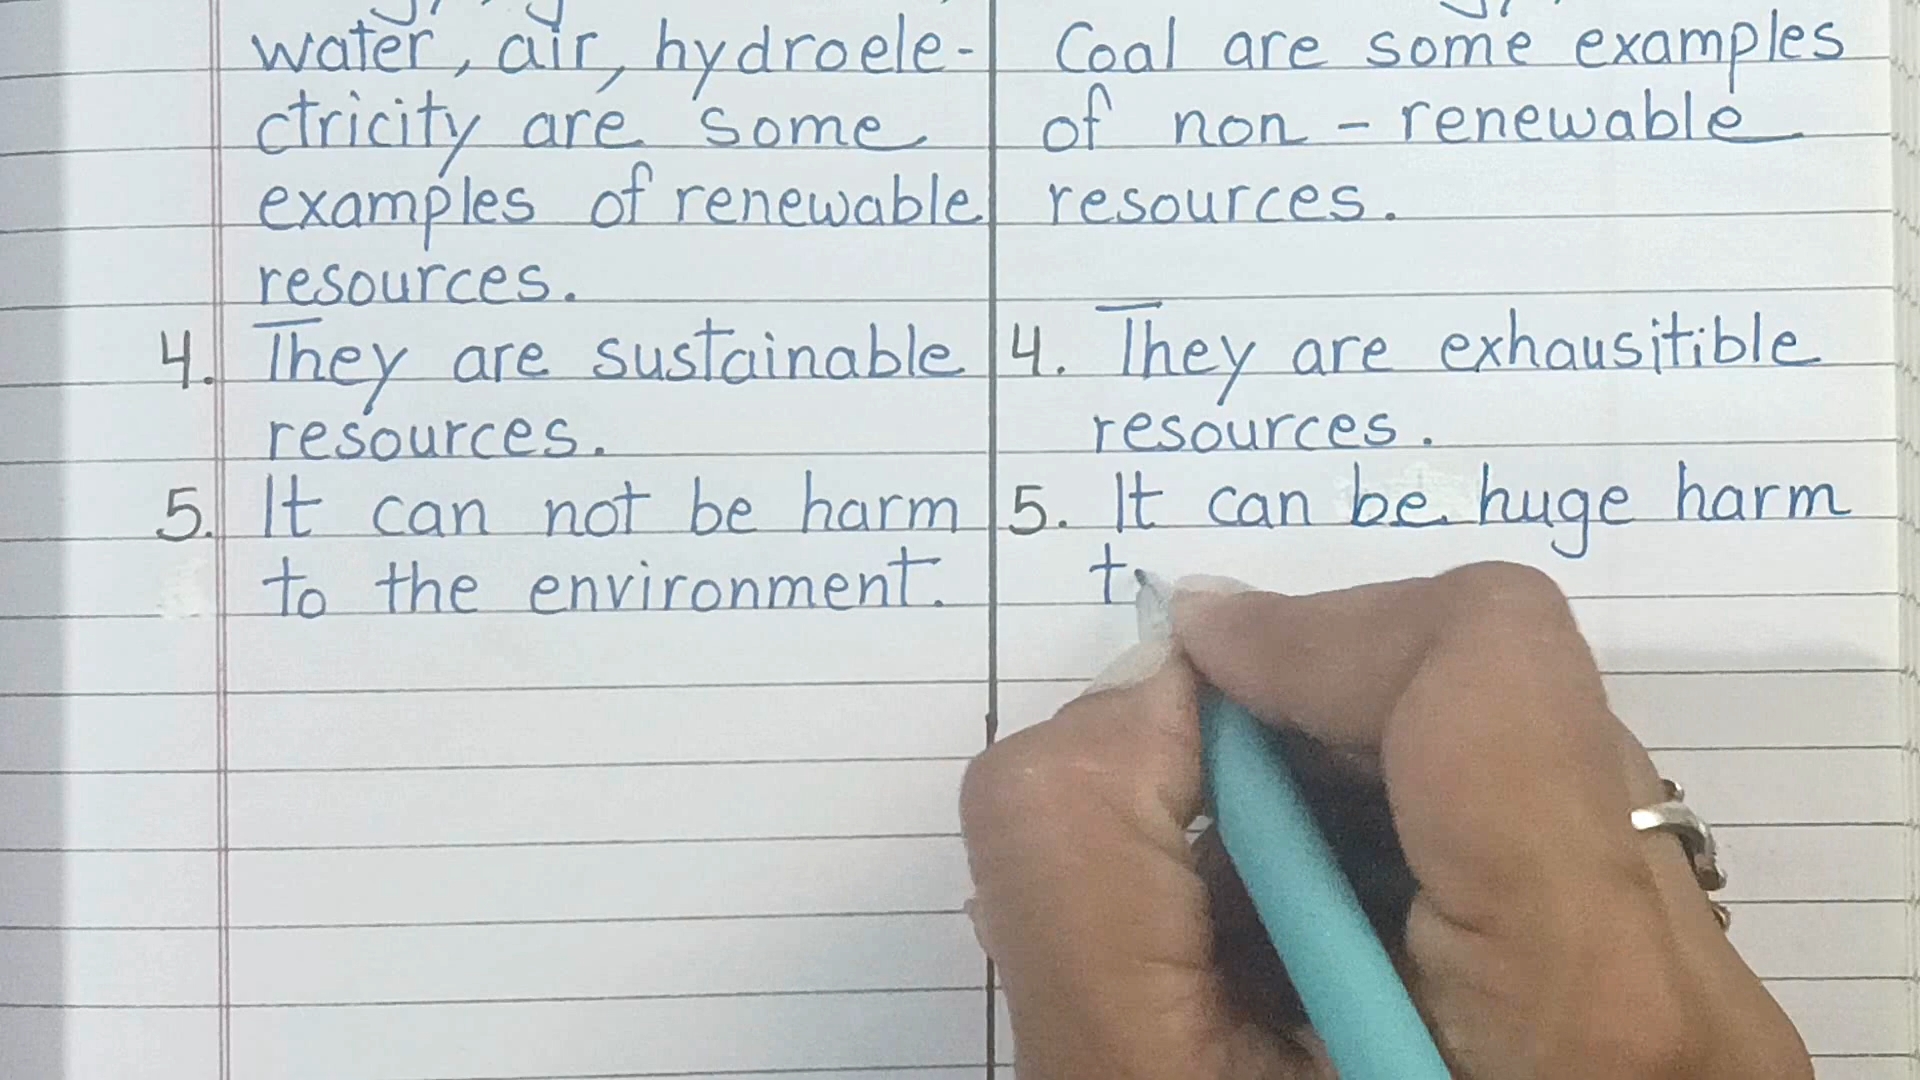 water, air, hydroele-
ctricity are some
examples of renewable
resources.
4. They are sustainable
resources.
5. It can not be harm
to the environment.
Coal are some examples
of non - renewable
resources.
4. They are exhausitible
resources.
5. It can be huge harm